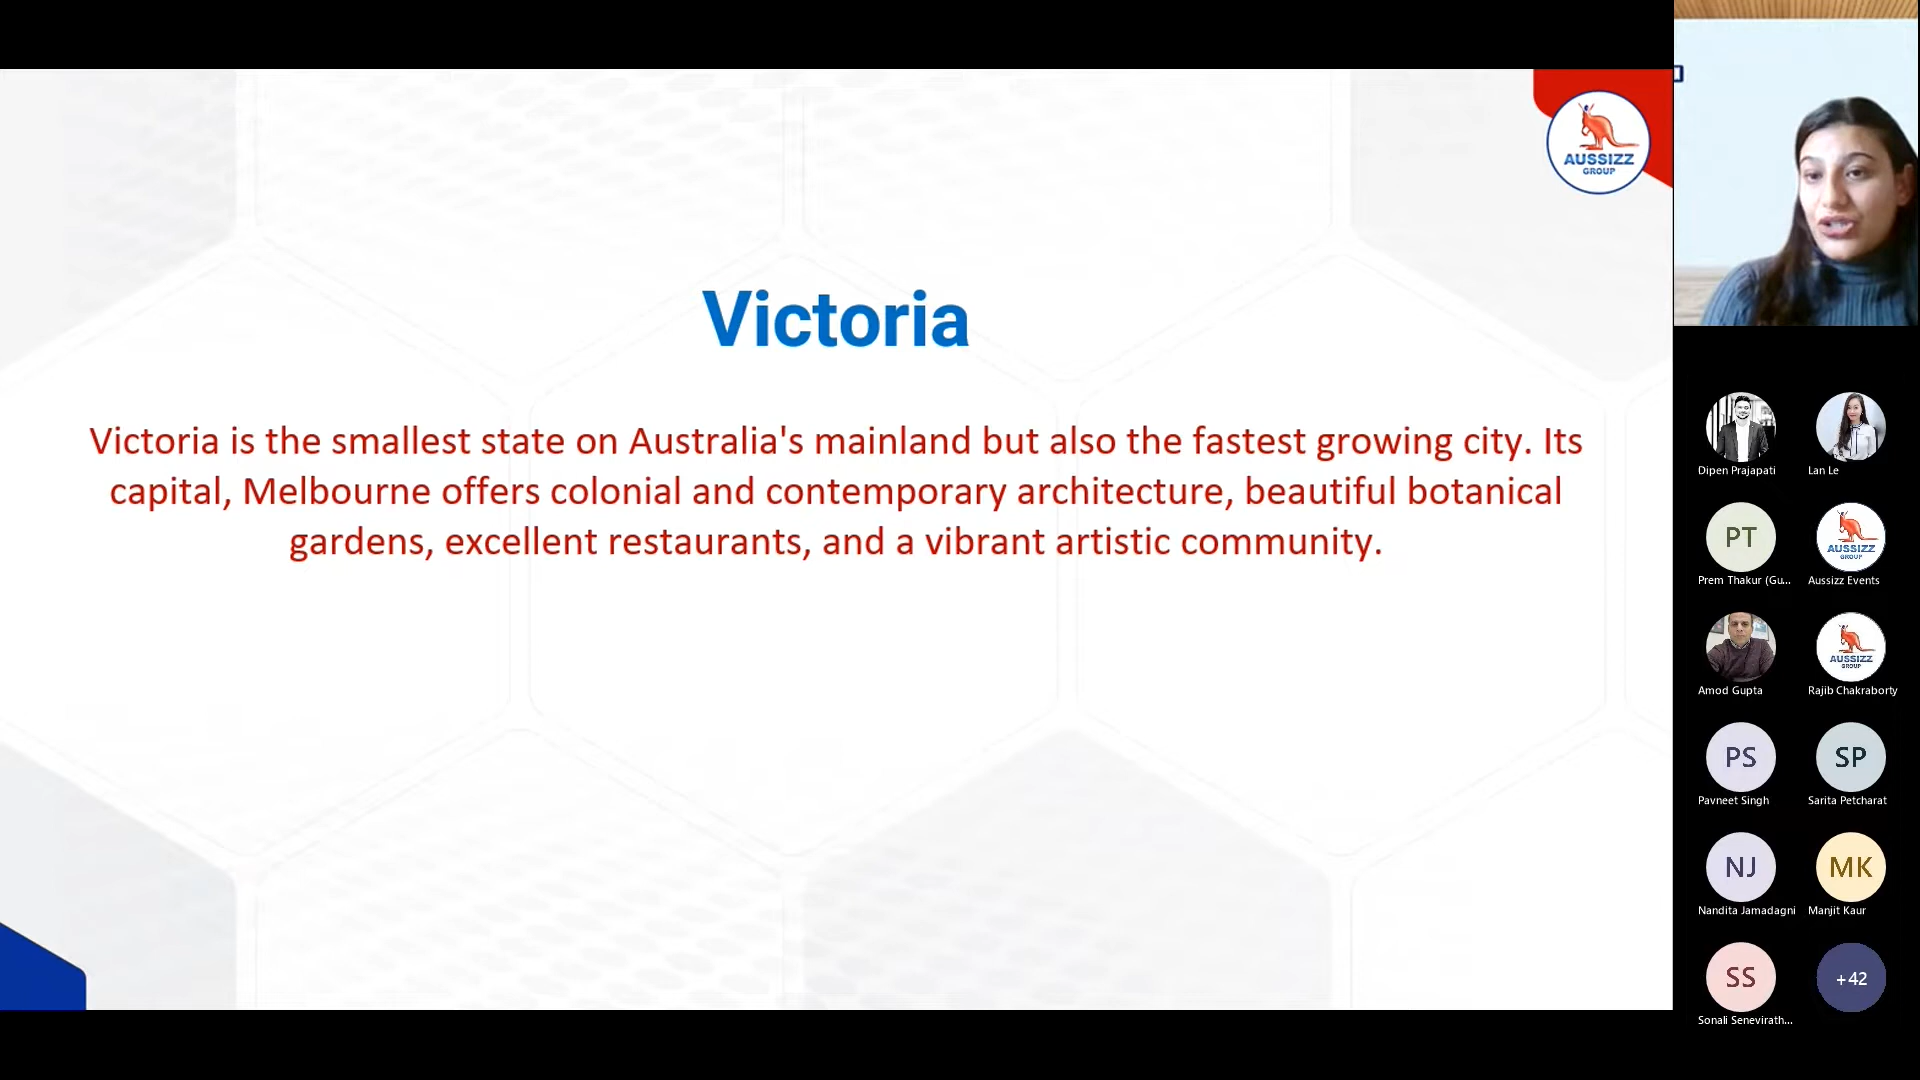 AUSSIZZ
GROUP
Victoria
Victoria is the smallest state on Australia's mainland but also the fastest growing city. Its
capital, Melbourne offers colonial and contemporary architecture, beautiful botanical
gardens, excellent restaurants, and a vibrant artistic community.
Dipen Prajapati
Lan Le
PT
AUSSIZZ
GROUP
Prem Thakur (Gu...
Aussizz Events
AUSSIZZ
GROUP
Amod Gupta
Rajib Chakraborty
PS
SP
Pavneet Singh
Sarita Petcharat
NJ
MK
Nandita Jamadagni
Manjit Kaur
SS
+42
Sonali Senevirath...